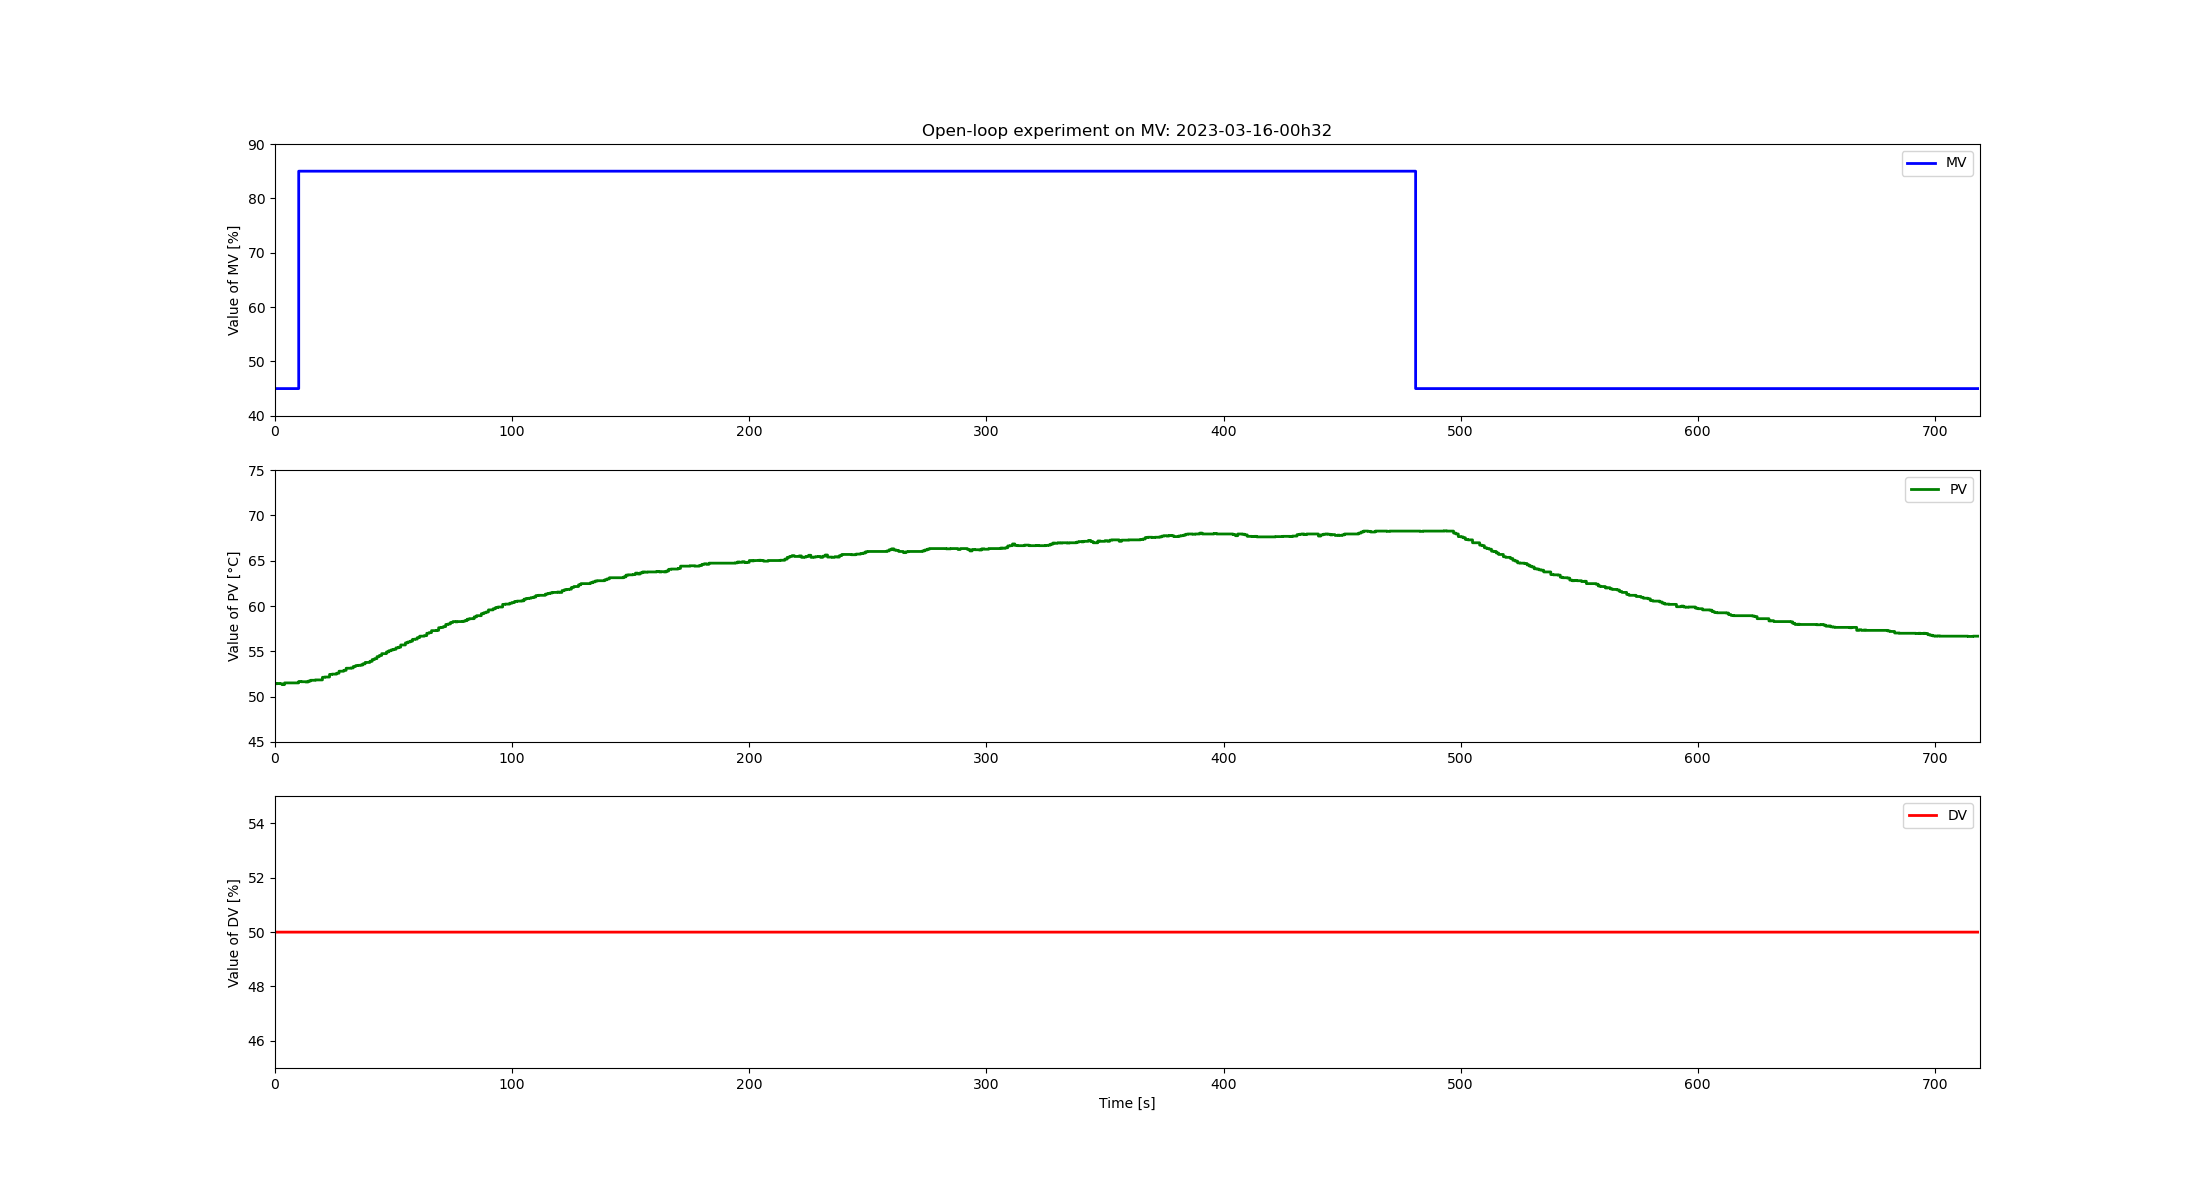 Open-loop experiment on MV: 2023-03-16-00h32
90
80
70
60
50
40
Value of MV [%]
MV
0 100 200 300 400 500 600 700
75
70
65
60
55
50
45
Value of PV [°C]
PV
0 100 200 300 400 500 600 700
54
52
50
48
46
Value of DV [%]
DV
0 100 200 300 400 500 600 700
Time [s]